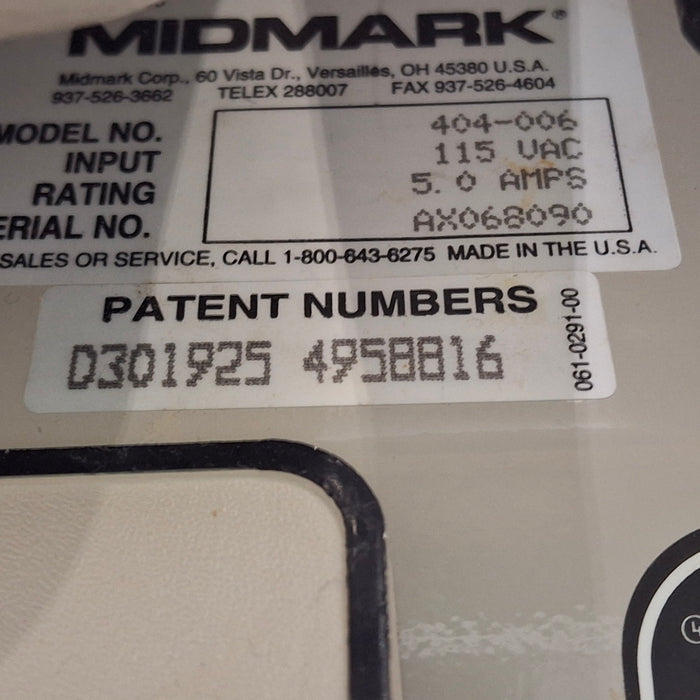 MIDMARK®
Midmark Corp., 60 Vista Dr., Versailles, OH 45380 U.S.A.
937-526-3662 TELEX 288007 FAX 937-526-4604
MODEL NO. 404-006
INPUT 115 VAC
RATING 5.0 AMPS
ERIAL NO. AX068090
SALES OR SERVICE, CALL 1-800-643-6275 MADE IN THE U.S.A.
PATENT NUMBERS
D301925 4958816
061-0291-00
4